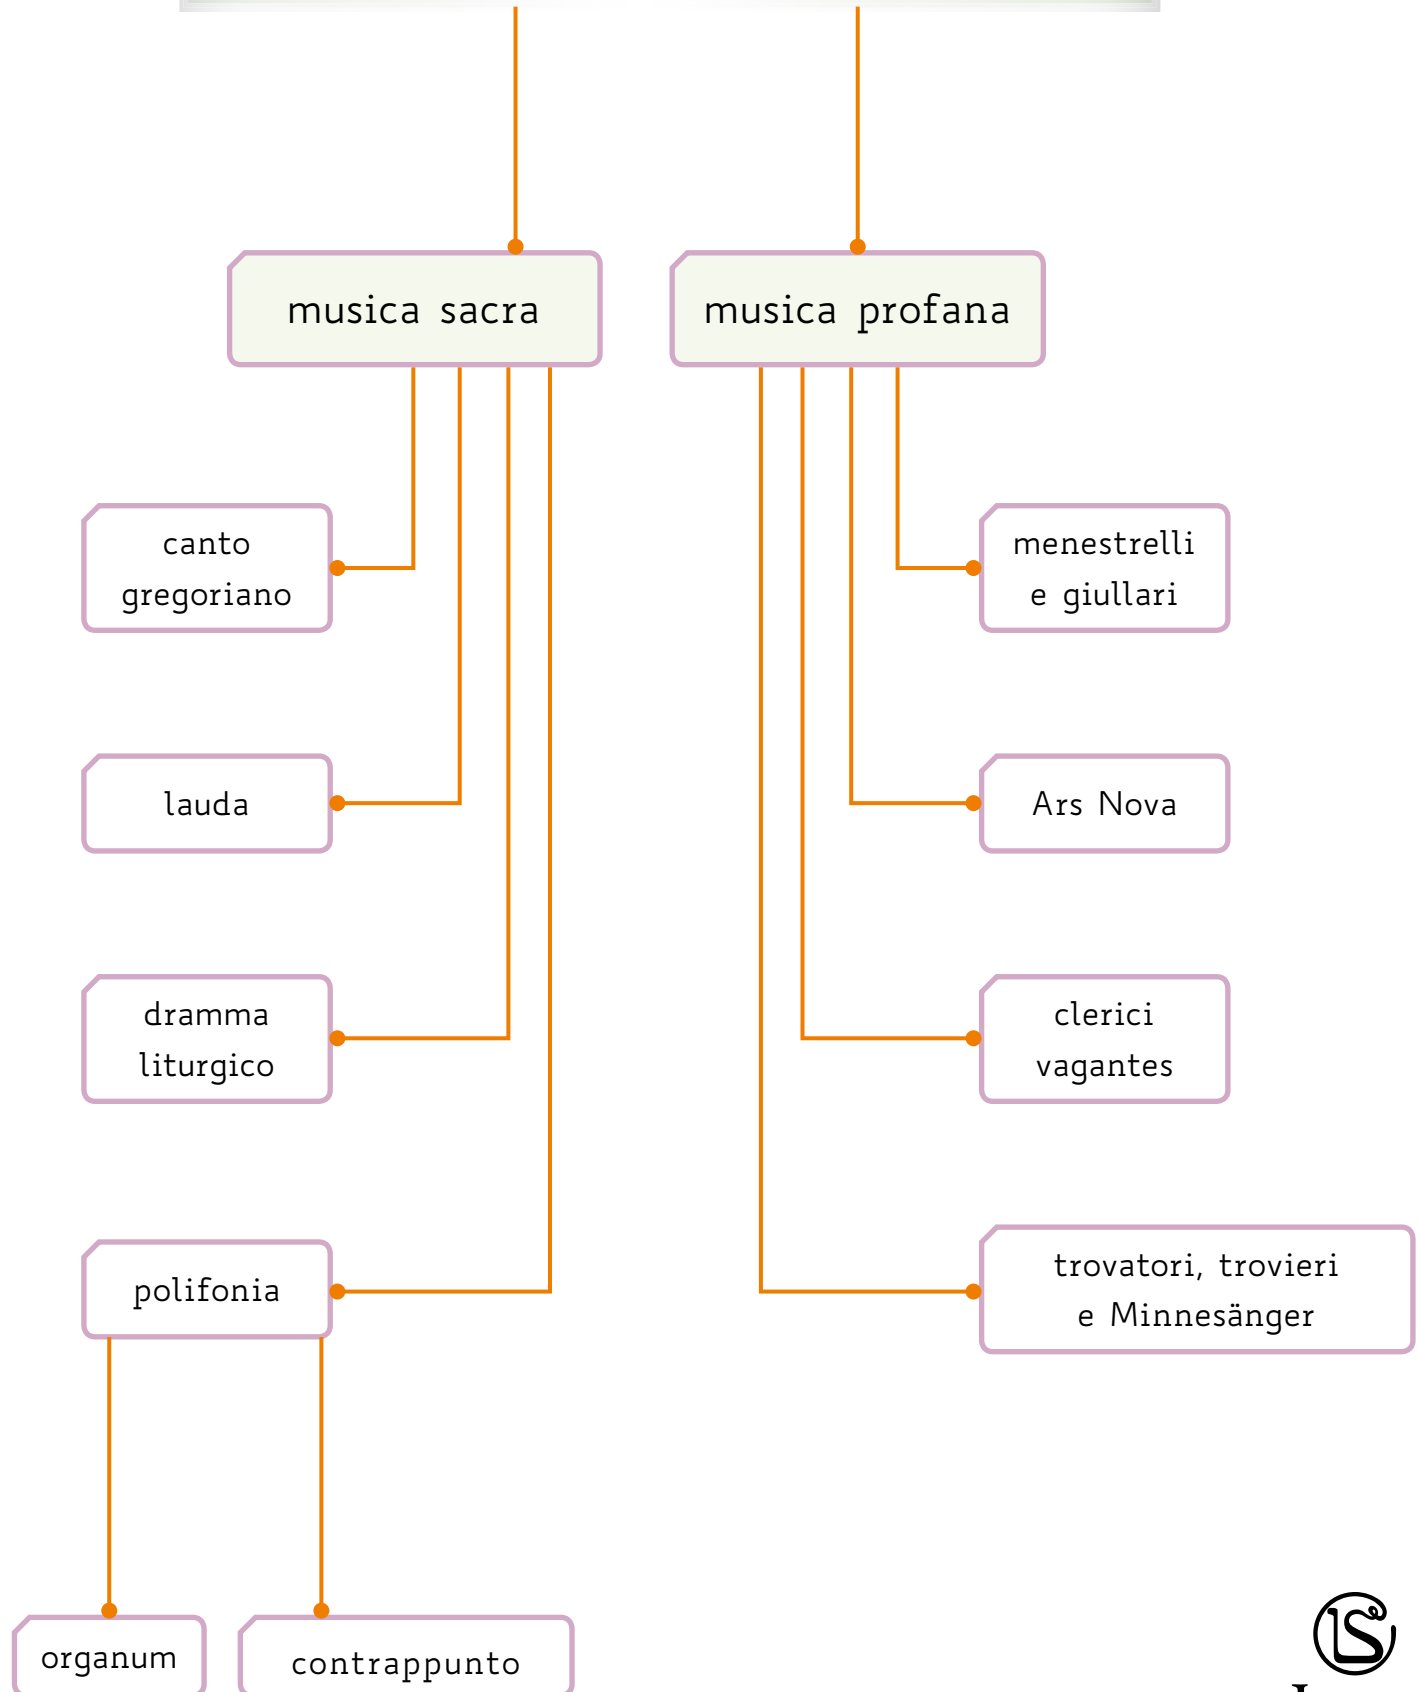 musica sacra
musica profana
canto
gregoriano
menestrelli
e giullari
lauda
Ars Nova
dramma
liturgico
clerici
vagantes
polifonia
trovatori, trovieri
e Minnesänger
organum
contrappunto
LS